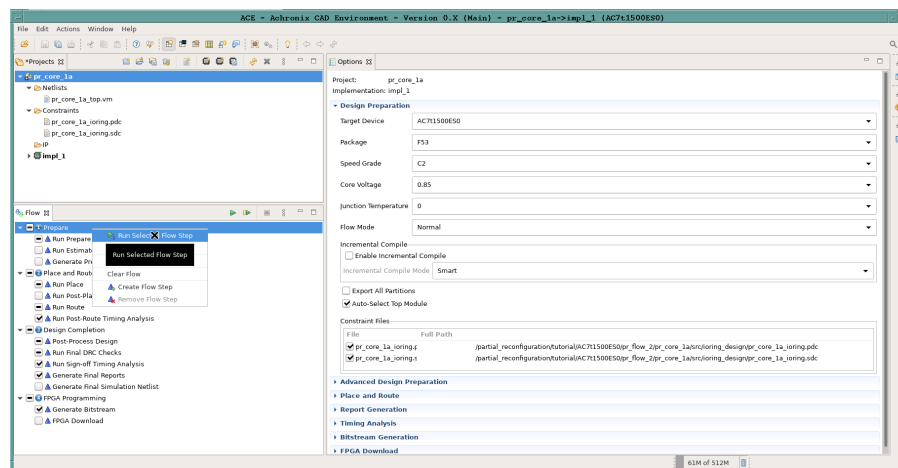 ACE - Achronix CAD Environment - Version 0.X (Main) - pr_core_1a->impl_1 (AC7t1500ES0)
File Edit Actions Window Help
*Projects
pr_core_1a
Netlists
pr_core_1a_top.vm
Constraints
pr_core_1a_ioring.pdc
pr_core_1a_ioring.sdc
IP
impl_1
Flow
Prepare
Run Prepare
Run Estimat
Generate Pr
Place and Rout
Run Place
Run Post-Pla
Run Route
Run Post-Route Timing Analysis
Design Completion
Post-Process Design
Run Final DRC Checks
Run Sign-off Timing Analysis
Generate Final Reports
Generate Final Simulation Netlist
FPGA Programming
Generate Bitstream
FPGA Download
Run Selected Flow Step
Run Selected Flow Step
Clear Flow
Create Flow Step
Remove Flow Step
Options
Project: pr_core_1a
Implementation: impl_1
Design Preparation
Target Device AC7t1500ES0
Package F53
Speed Grade C2
Core Voltage 0.85
Junction Temperature 0
Flow Mode Normal
Incremental Compile
Enable Incremental Compile
Incremental Compile Mode Smart
Export All Partitions
Auto-Select Top Module
Constraint Files
File Full Path
pr_core_1a_ioring.p /partial_reconfiguration/tutorial/AC7t1500ES0/pr_flow_2/pr_core_1a/src/ioring_design/pr_core_1a_ioring.pdc
pr_core_1a_ioring.s /partial_reconfiguration/tutorial/AC7t1500ES0/pr_flow_2/pr_core_1a/src/ioring_design/pr_core_1a_ioring.sdc
Advanced Design Preparation
Place and Route
Report Generation
Timing Analysis
Bitstream Generation
FPGA Download
61M of 512M